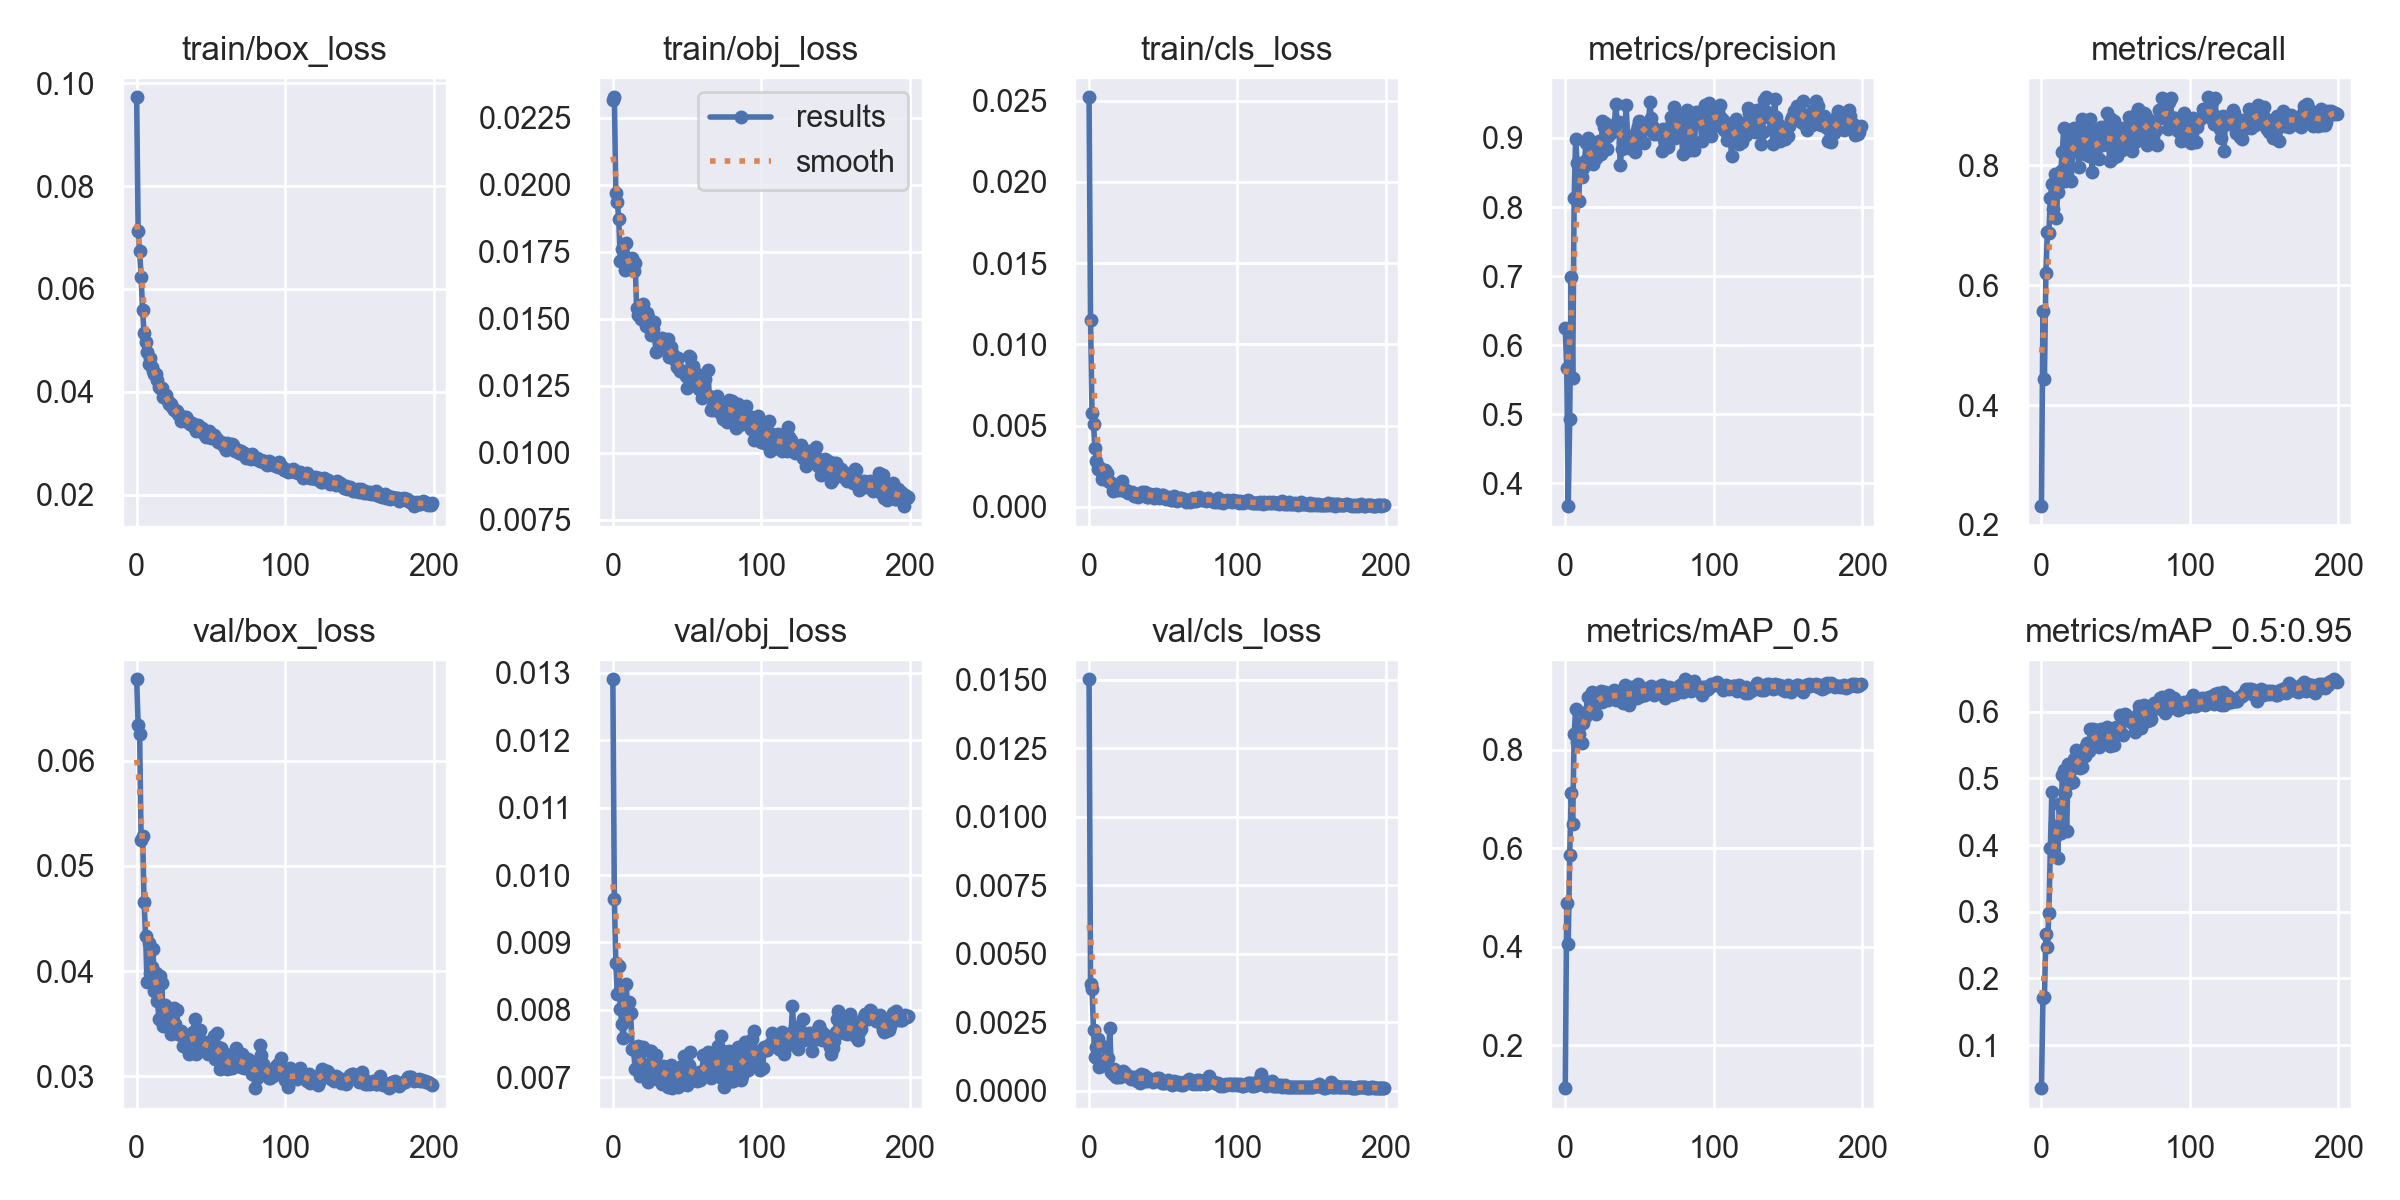 train/box_loss
train/obj_loss
train/cls_loss
metrics/precision
metrics/recall
0.10
0.08
0.06
0.04
0.02
0 100 200
0.0225
0.0200
0.0175
0.0150
0.0125
0.0100
0.0075
results
smooth
0 100 200
0.025
0.020
0.015
0.010
0.005
0.000
0 100 200
0.9
0.8
0.7
0.6
0.5
0.4
0 100 200
0.8
0.6
0.4
0.2
0 100 200
val/box_loss
val/obj_loss
val/cls_loss
metrics/mAP_0.5
metrics/mAP_0.5:0.95
0.06
0.05
0.04
0.03
0 100 200
0.013
0.012
0.011
0.010
0.009
0.008
0.007
0 100 200
0.0150
0.0125
0.0100
0.0075
0.0050
0.0025
0.0000
0 100 200
0.8
0.6
0.4
0.2
0 100 200
0.6
0.5
0.4
0.3
0.2
0.1
0 100 200